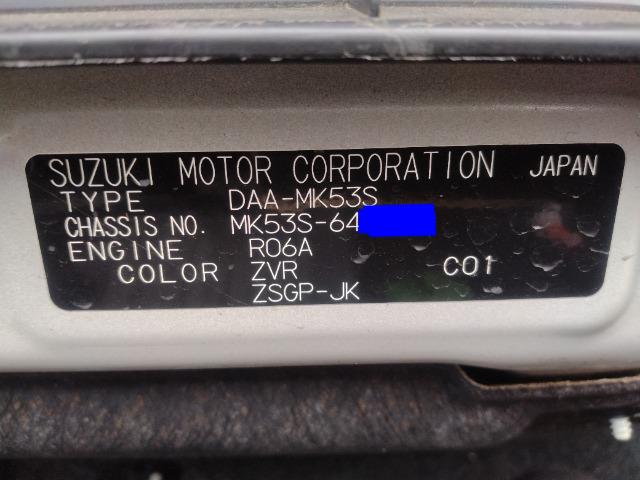 SUZUKI MOTOR CORPORATION JAPAN
TYPE DAA-MK53S
CHASSIS NO. MK53S-64
ENGINE R06A
COLOR ZVR C01
ZSGP-JK